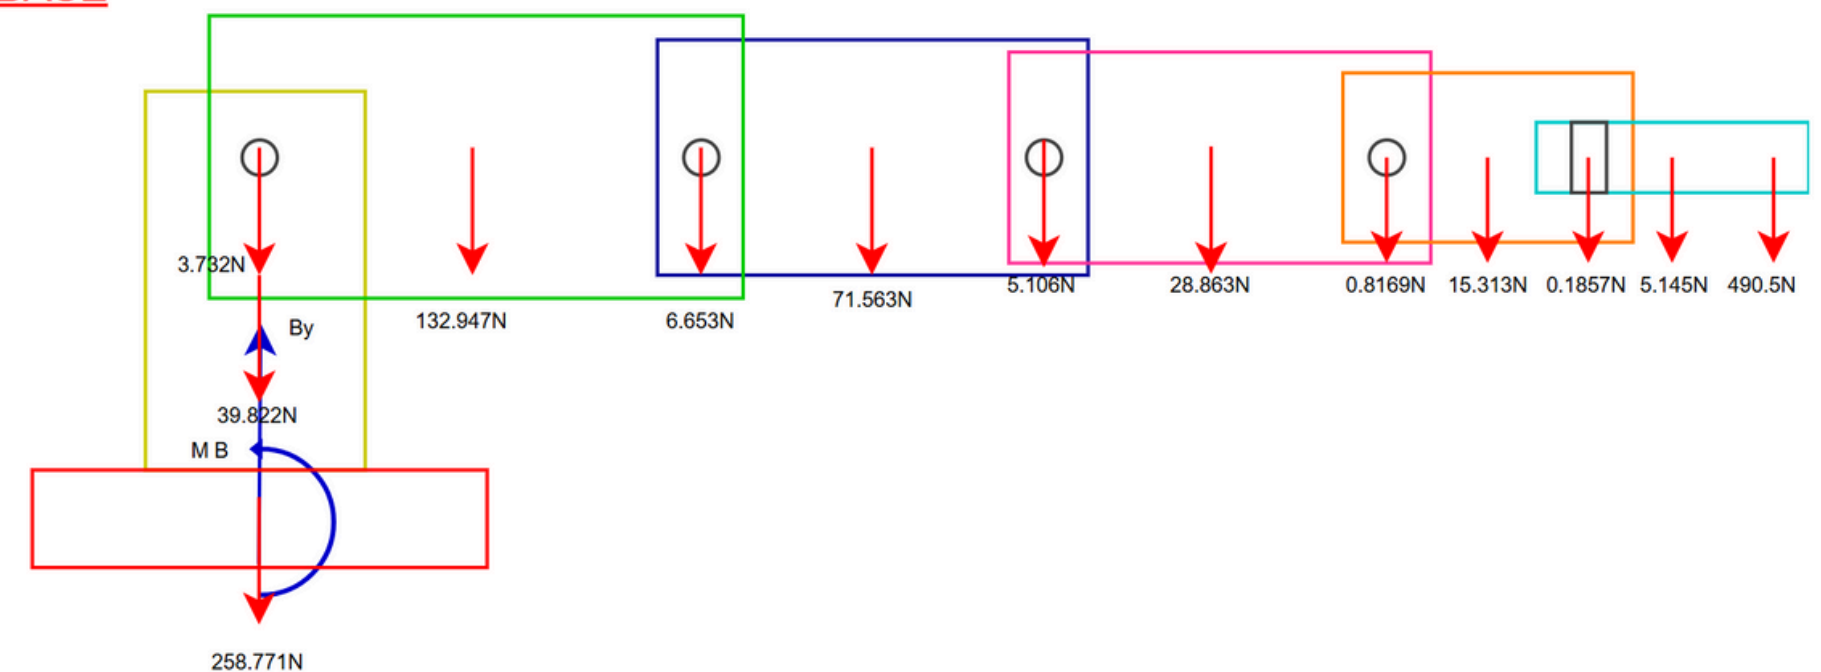 3.732N
132.947N
6.653N
71.563N
5.106N
28.863N
0.8169N
15.313N
0.1857N
5.145N
490.5N
By
39.822N
M B
258.771N